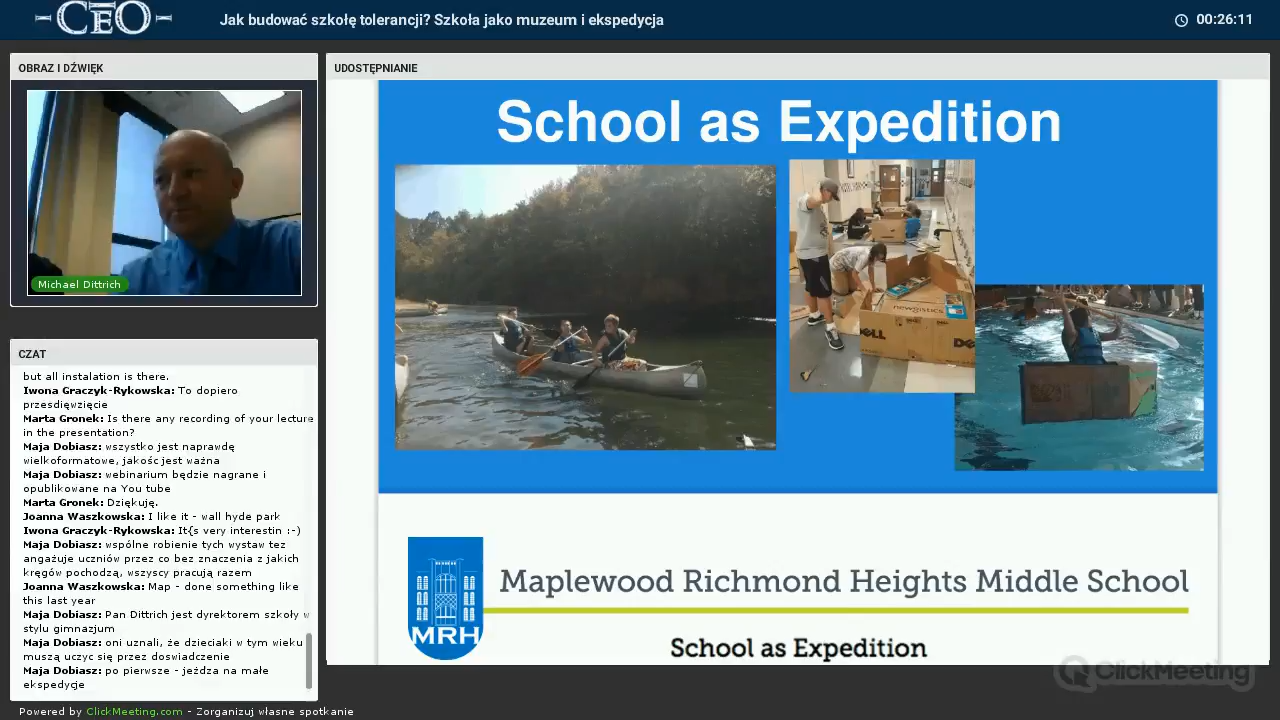 CEO
Jak budować szkołę tolerancji? Szkoła jako muzeum i ekspedycja
00:26:11
OBRAZ I DŹWIĘK
Michael Dittrich
CZAT
but all instalation is there.
Iwona Graczyk-Rykowska: To dopiero
przesdięwzięcie
Marta Gronek: Is there any recording of your lecture
in the presentation?
Maja Dobiasz: wszystko jest naprawdę
wielkoformatowe, jakośc jest ważna
Maja Dobiasz: webinarium będzie nagrane i
opublikowane na You tube
Marta Gronek: Dziękuję.
Joanna Waszkowska: I like it - wall hyde park
Iwona Graczyk-Rykowska: It{s very interestin :-)
Maja Dobiasz: wspólne robienie tych wystaw tez
angażuje uczniów przez co bez znaczenia z jakich
kręgów pochodzą, wszyscy pracują razem
Joanna Waszkowska: Map - done something like
this last year
Maja Dobiasz: Pan Dittrich jest dyrektorem szkoły w
stylu gimnazjum
Maja Dobiasz: oni uznali, że dzieciaki w tym wieku
muszą uczyc się przez doswiadczenie
Maja Dobiasz: po pierwsze - jeżdza na małe
ekspedycje
UDOSTĘPNIANIE
School as Expedition
newgistics
DELL
MRH
Maplewood Richmond Heights Middle School
School as Expedition
ClickMeeting
Powered by ClickMeeting.com - Zorganizuj własne spotkanie